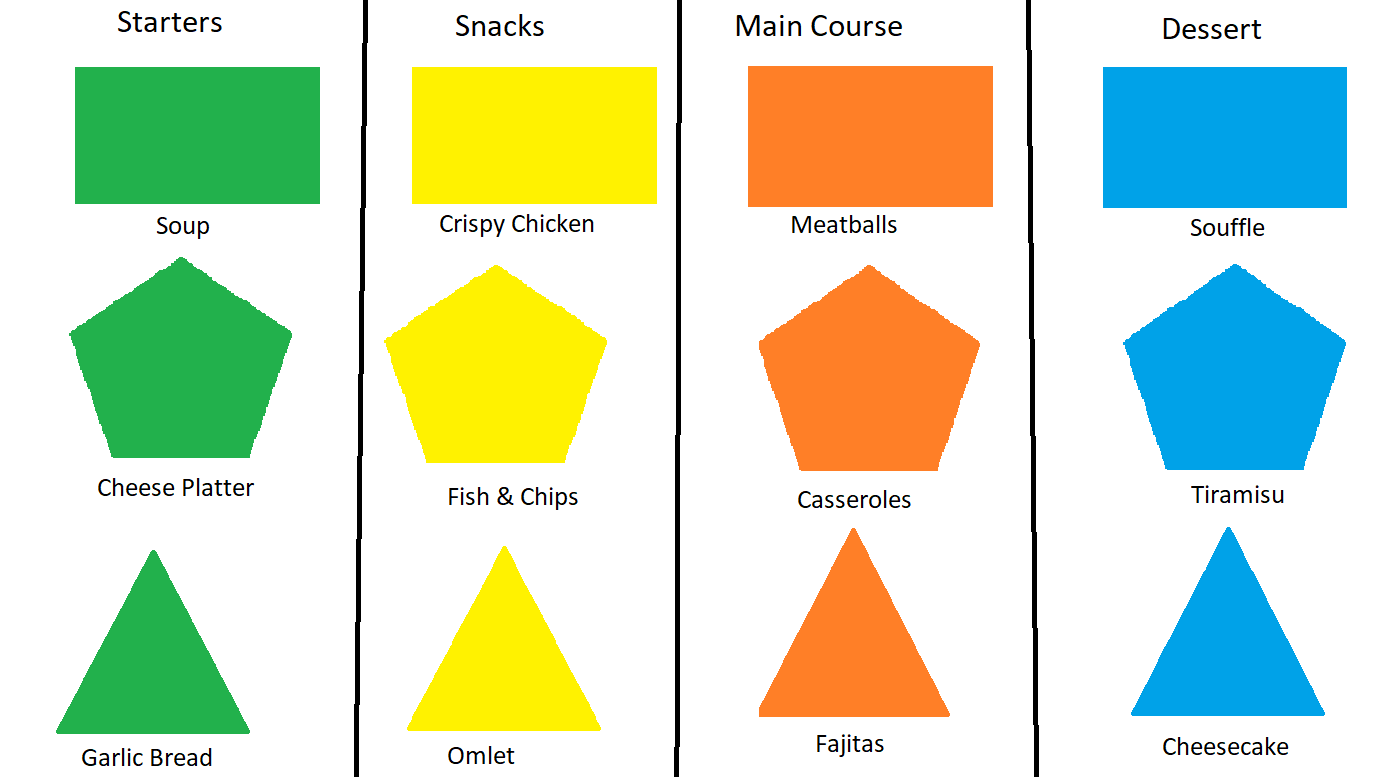 Starters
Snacks
Main Course
Dessert
Soup
Crispy Chicken
Meatballs
Souffle
Cheese Platter
Fish & Chips
Casseroles
Tiramisu
Garlic Bread
Omlet
Fajitas
Cheesecake